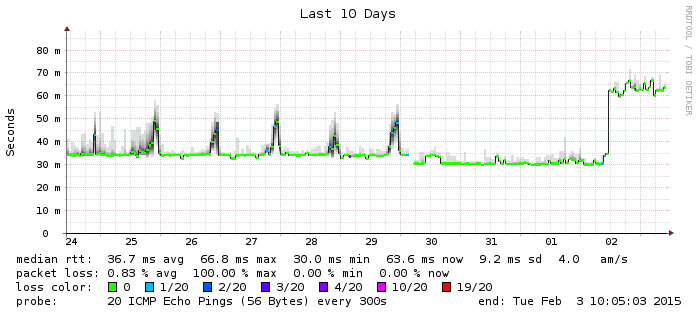 Last 10 Days
RRDTOOL / TOBI OETIKER
Seconds
80 m
70 m
60 m
50 m
40 m
30 m
20 m
10 m
0
24 25 26 27 28 29 30 31 01 02
median rtt: 36.7 ms avg 66.8 ms max 30.0 ms min 63.6 ms now 9.2 ms sd 4.0 am/s
packet loss: 0.83 % avg 100.00 % max 0.00 % min 0.00 % now
loss color: 0 1/20 2/20 3/20 4/20 10/20 19/20
probe: 20 ICMP Echo Pings (56 Bytes) every 300s end: Tue Feb 3 10:05:03 2015